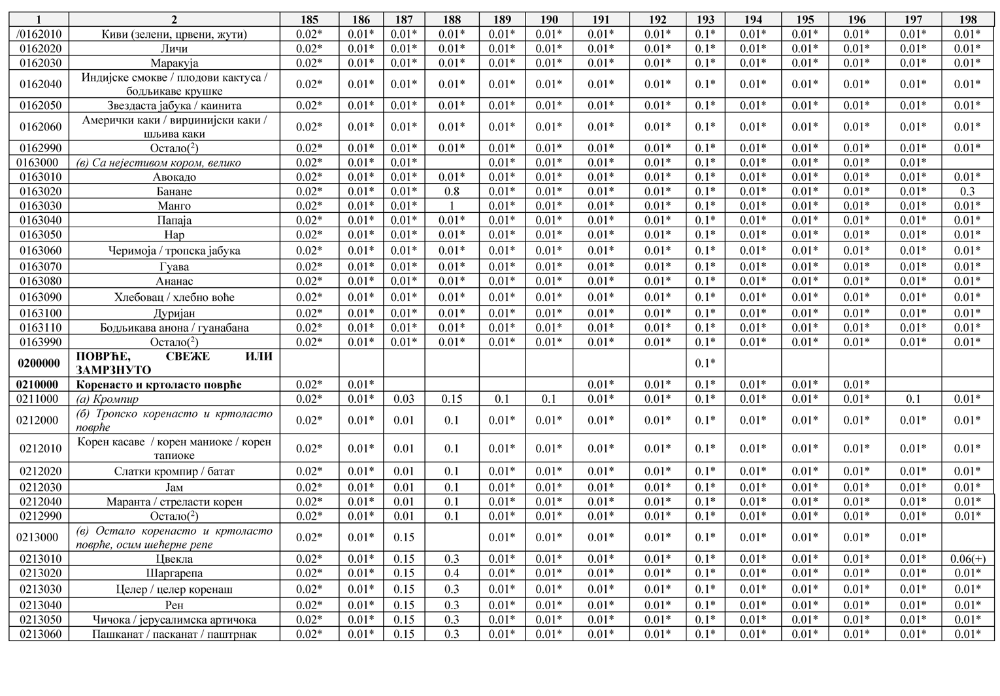 1 2 185 186 187 188 189 190 191 192 193 194 195 196 197 198
/0162010 Киви (зелени, црвени, жути) 0.02* 0.01* 0.01* 0.01* 0.01* 0.01* 0.01* 0.01* 0.1* 0.01* 0.01* 0.01* 0.01* 0.01*
0162020 Личи 0.02* 0.01* 0.01* 0.01* 0.01* 0.01* 0.01* 0.01* 0.1* 0.01* 0.01* 0.01* 0.01* 0.01*
0162030 Маракуја 0.02* 0.01* 0.01* 0.01* 0.01* 0.01* 0.01* 0.01* 0.1* 0.01* 0.01* 0.01* 0.01* 0.01*
0162040 Индијске смокве / плодови кактуса /
бодљикаве крушке 0.02* 0.01* 0.01* 0.01* 0.01* 0.01* 0.01* 0.01* 0.1* 0.01* 0.01* 0.01* 0.01* 0.01*
0162050 Звездаста јабука / каинита 0.02* 0.01* 0.01* 0.01* 0.01* 0.01* 0.01* 0.01* 0.1* 0.01* 0.01* 0.01* 0.01* 0.01*
0162060 Амерички каки / вирџинијски каки /
шљива каки 0.02* 0.01* 0.01* 0.01* 0.01* 0.01* 0.01* 0.01* 0.1* 0.01* 0.01* 0.01* 0.01* 0.01*
0162990 Остало(²) 0.02* 0.01* 0.01* 0.01* 0.01* 0.01* 0.01* 0.01* 0.1* 0.01* 0.01* 0.01* 0.01* 0.01*
0163000 (в) Са нејестивом кором, велико 0.02* 0.01* 0.01* 0.01* 0.01* 0.01* 0.01* 0.1* 0.01* 0.01* 0.01* 0.01*
0163010 Авокадо 0.02* 0.01* 0.01* 0.01* 0.01* 0.01* 0.01* 0.01* 0.1* 0.01* 0.01* 0.01* 0.01* 0.01*
0163020 Банане 0.02* 0.01* 0.01* 0.8 0.01* 0.01* 0.01* 0.01* 0.1* 0.01* 0.01* 0.01* 0.01* 0.3
0163030 Манго 0.02* 0.01* 0.01* 1 0.01* 0.01* 0.01* 0.01* 0.1* 0.01* 0.01* 0.01* 0.01* 0.01*
0163040 Папаја 0.02* 0.01* 0.01* 0.01* 0.01* 0.01* 0.01* 0.01* 0.1* 0.01* 0.01* 0.01* 0.01* 0.01*
0163050 Нар 0.02* 0.01* 0.01* 0.01* 0.01* 0.01* 0.01* 0.01* 0.1* 0.01* 0.01* 0.01* 0.01* 0.01*
0163060 Черимоја / тропска јабука 0.02* 0.01* 0.01* 0.01* 0.01* 0.01* 0.01* 0.01* 0.1* 0.01* 0.01* 0.01* 0.01* 0.01*
0163070 Гуава 0.02* 0.01* 0.01* 0.01* 0.01* 0.01* 0.01* 0.01* 0.1* 0.01* 0.01* 0.01* 0.01* 0.01*
0163080 Ананас 0.02* 0.01* 0.01* 0.01* 0.01* 0.01* 0.01* 0.01* 0.1* 0.01* 0.01* 0.01* 0.01* 0.01*
0163090 Хлебовац / хлебно воће 0.02* 0.01* 0.01* 0.01* 0.01* 0.01* 0.01* 0.01* 0.1* 0.01* 0.01* 0.01* 0.01* 0.01*
0163100 Дуријан 0.02* 0.01* 0.01* 0.01* 0.01* 0.01* 0.01* 0.01* 0.1* 0.01* 0.01* 0.01* 0.01* 0.01*
0163110 Бодљикава анона / гуанабана 0.02* 0.01* 0.01* 0.01* 0.01* 0.01* 0.01* 0.01* 0.1* 0.01* 0.01* 0.01* 0.01* 0.01*
0163990 Остало(²) 0.02* 0.01* 0.01* 0.01* 0.01* 0.01* 0.01* 0.01* 0.1* 0.01* 0.01* 0.01* 0.01* 0.01*
0200000 ПОВРЋЕ, СВЕЖЕ ИЛИ
ЗАМРЗНУТО 0.1*
0210000 Коренасто и кртоласто поврће 0.02* 0.01* 0.01* 0.01* 0.1* 0.01* 0.01* 0.01*
0211000 (а) Кромпир 0.02* 0.01* 0.03 0.15 0.1 0.1 0.01* 0.01* 0.1* 0.01* 0.01* 0.01* 0.1 0.01*
0212000 (б) Тропско коренасто и кртоласто
поврће 0.02* 0.01* 0.01 0.1 0.01* 0.01* 0.01* 0.01* 0.1* 0.01* 0.01* 0.01* 0.01* 0.01*
0212010 Корен касаве / корен маниоке / корен
тапиоке 0.02* 0.01* 0.01 0.1 0.01* 0.01* 0.01* 0.01* 0.1* 0.01* 0.01* 0.01* 0.01* 0.01*
0212020 Слатки кромпир / батат 0.02* 0.01* 0.01 0.1 0.01* 0.01* 0.01* 0.01* 0.1* 0.01* 0.01* 0.01* 0.01* 0.01*
0212030 Јам 0.02* 0.01* 0.01 0.1 0.01* 0.01* 0.01* 0.01* 0.1* 0.01* 0.01* 0.01* 0.01* 0.01*
0212040 Маранта / стреласти корен 0.02* 0.01* 0.01 0.1 0.01* 0.01* 0.01* 0.01* 0.1* 0.01* 0.01* 0.01* 0.01* 0.01*
0212990 Остало(²) 0.02* 0.01* 0.01 0.1 0.01* 0.01* 0.01* 0.01* 0.1* 0.01* 0.01* 0.01* 0.01* 0.01*
0213000 (в) Остало коренасто и кртоласто
поврће, осим шећерне репе 0.02* 0.01* 0.15 0.01* 0.01* 0.01* 0.01* 0.1* 0.01* 0.01* 0.01* 0.01*
0213010 Цвекла 0.02* 0.01* 0.15 0.3 0.01* 0.01* 0.01* 0.01* 0.1* 0.01* 0.01* 0.01* 0.01* 0.06(+)
0213020 Шаргарепа 0.02* 0.01* 0.15 0.4 0.01* 0.01* 0.01* 0.01* 0.1* 0.01* 0.01* 0.01* 0.01* 0.01*
0213030 Целер / целер коренаш 0.02* 0.01* 0.15 0.3 0.01* 0.01* 0.01* 0.01* 0.1* 0.01* 0.01* 0.01* 0.01* 0.01*
0213040 Рен 0.02* 0.01* 0.15 0.3 0.01* 0.01* 0.01* 0.01* 0.1* 0.01* 0.01* 0.01* 0.01* 0.01*
0213050 Чичока / јерусалимска артичока 0.02* 0.01* 0.15 0.3 0.01* 0.01* 0.01* 0.01* 0.1* 0.01* 0.01* 0.01* 0.01* 0.01*
0213060 Пашканат / пасканат / паштрнак 0.02* 0.01* 0.15 0.3 0.01* 0.01* 0.01* 0.01* 0.1* 0.01* 0.01* 0.01* 0.01* 0.01*